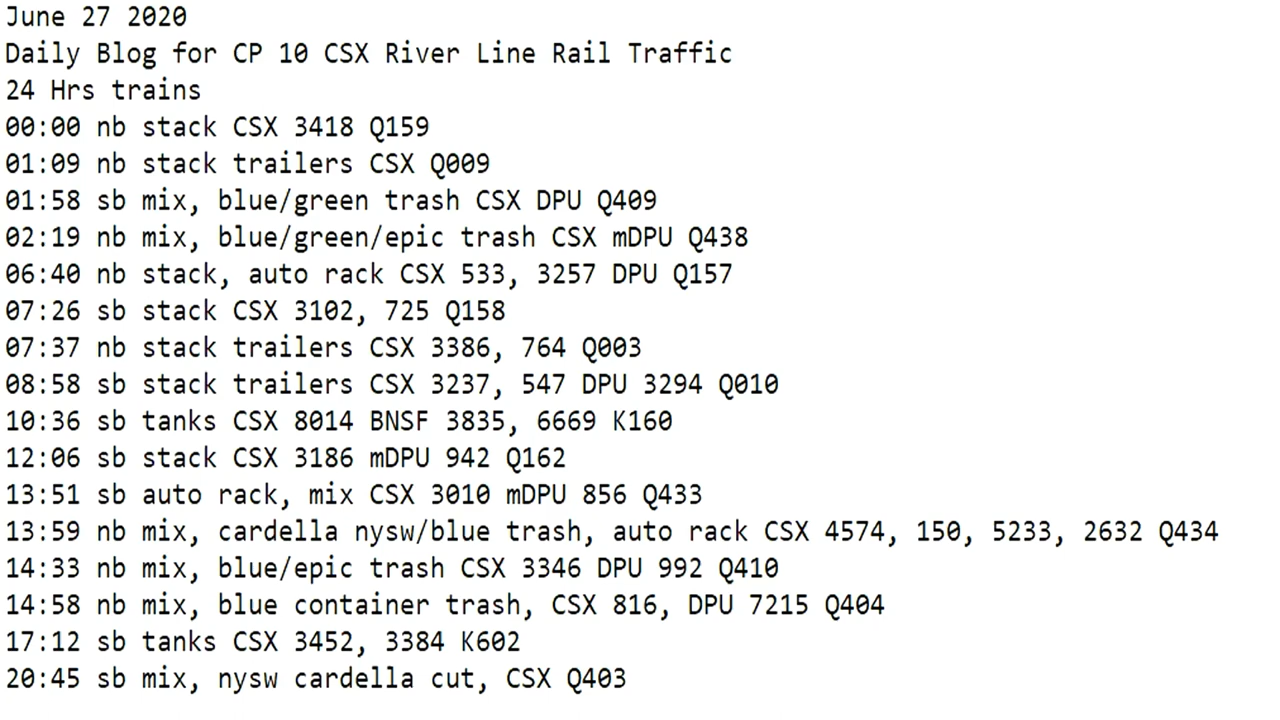 June 27 2020
Daily Blog for CP 10 CSX River Line Rail Traffic
24 Hrs trains
00:00 nb stack CSX 3418 Q159
01:09 nb stack trailers CSX Q009
01:58 sb mix, blue/green trash CSX DPU Q409
02:19 nb mix, blue/green/epic trash CSX mDPU Q438
06:40 nb stack, auto rack CSX 533, 3257 DPU Q157
07:26 sb stack CSX 3102, 725 Q158
07:37 nb stack trailers CSX 3386, 764 Q003
08:58 sb stack trailers CSX 3237, 547 DPU 3294 Q010
10:36 sb tanks CSX 8014 BNSF 3835, 6669 K160
12:06 sb stack CSX 3186 mDPU 942 Q162
13:51 sb auto rack, mix CSX 3010 mDPU 856 Q433
13:59 nb mix, cardella nysw/blue trash, auto rack CSX 4574, 150, 5233, 2632 Q434
14:33 nb mix, blue/epic trash CSX 3346 DPU 992 Q410
14:58 nb mix, blue container trash, CSX 816, DPU 7215 Q404
17:12 sb tanks CSX 3452, 3384 K602
20:45 sb mix, nysw cardella cut, CSX Q403